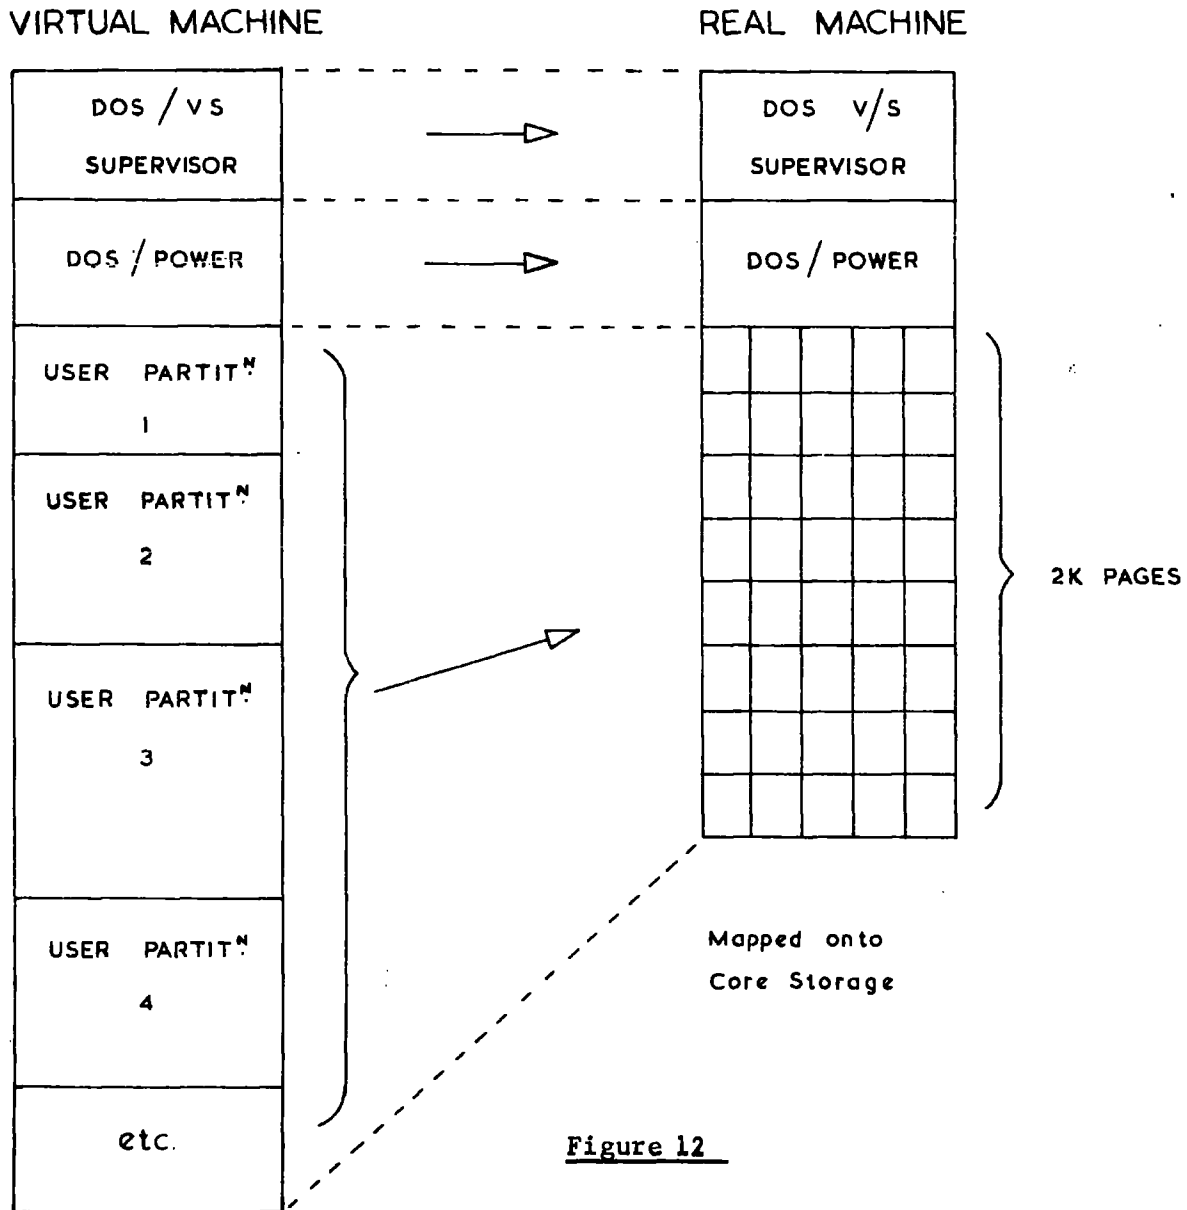 VIRTUAL MACHINE
REAL MACHINE
DOS / VS
SUPERVISOR
DOS V/S
SUPERVISOR
DOS / POWER
DOS / POWER
USER PARTITᴺ.
1
USER PARTITᴺ.
2
USER PARTITᴺ.
3
USER PARTITᴺ.
4
etc.
2K PAGES
Mapped onto
Core Storage
Figure 12